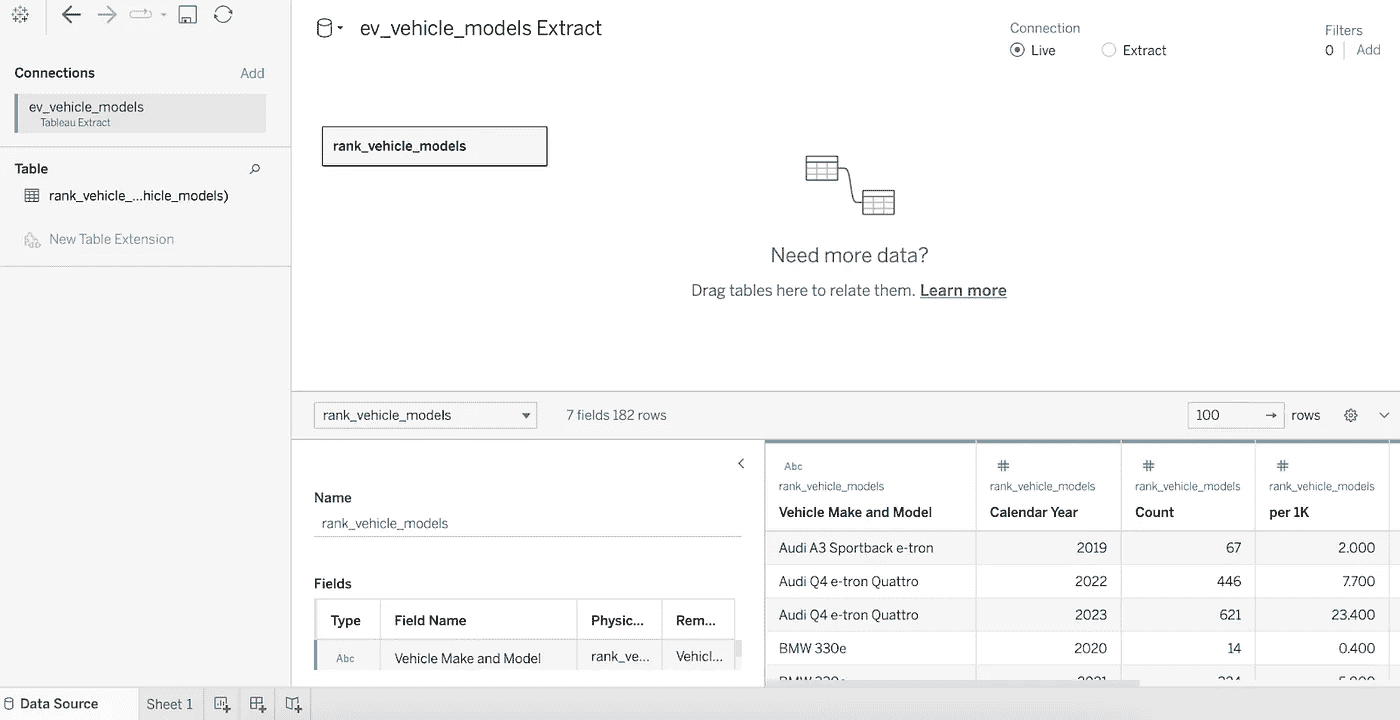 ev_vehicle_models Extract
Connection
Live
Extract
Filters
0
Add
Connections
Add
ev_vehicle_models
Tableau Extract
Table
rank_vehicle_...hicle_models)
New Table Extension
rank_vehicle_models
Need more data?
Drag tables here to relate them. Learn more
rank_vehicle_models
7 fields 182 rows
100 → rows
Name
rank_vehicle_models
Fields
Type Field Name Physic... Rem...
Abc Vehicle Make and Model rank_ve... Vehicl...
Abc # # #
rank_vehicle_models rank_vehicle_models rank_vehicle_models rank_vehicle_models
Vehicle Make and Model Calendar Year Count per 1K
Audi A3 Sportback e-tron 2019 67 2.000
Audi Q4 e-tron Quattro 2022 446 7.700
Audi Q4 e-tron Quattro 2023 621 23.400
BMW 330e 2020 14 0.400
Data Source
Sheet 1